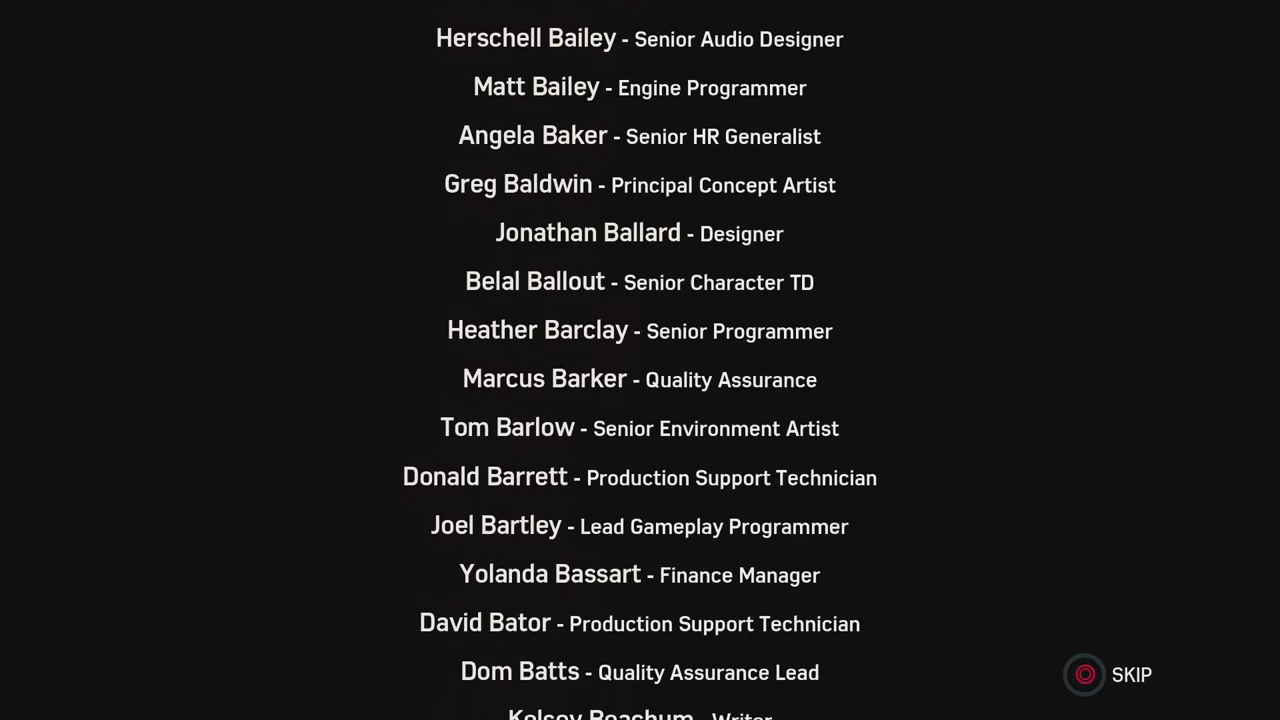 Herschell Bailey - Senior Audio Designer
Matt Bailey - Engine Programmer
Angela Baker - Senior HR Generalist
Greg Baldwin - Principal Concept Artist
Jonathan Ballard - Designer
Belal Ballout - Senior Character TD
Heather Barclay - Senior Programmer
Marcus Barker - Quality Assurance
Tom Barlow - Senior Environment Artist
Donald Barrett - Production Support Technician
Joel Bartley - Lead Gameplay Programmer
Yolanda Bassart - Finance Manager
David Bator - Production Support Technician
Dom Batts - Quality Assurance Lead
SKIP
Kelsey Beachum - Writer